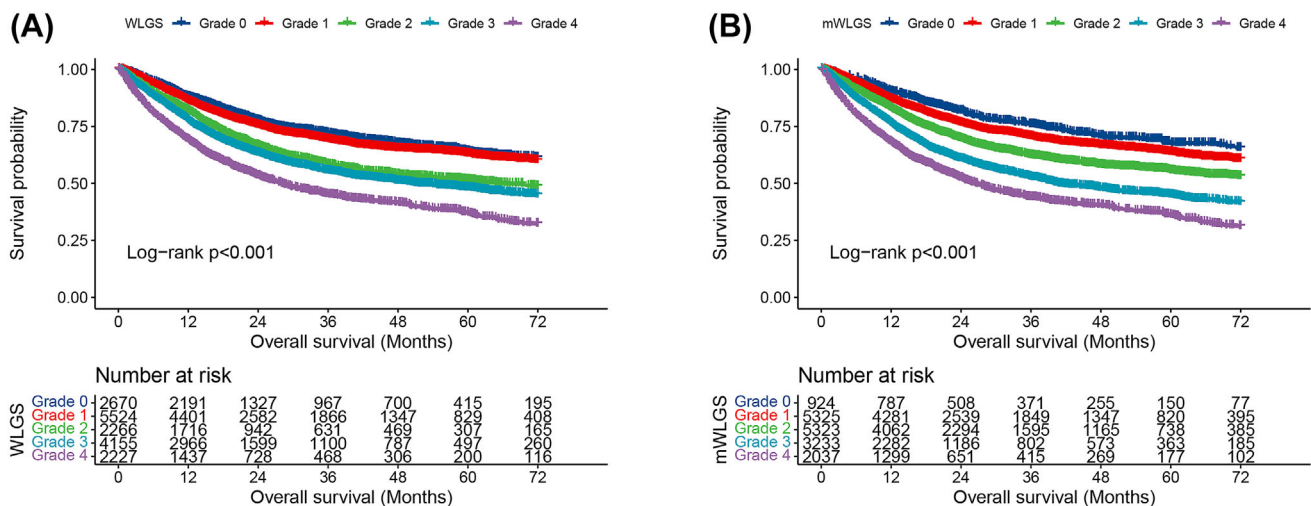 (A)
WLGS Grade 0 Grade 1 Grade 2 Grade 3 Grade 4
Survival probability
1.00
0.75
0.50
0.25
0.00
Log−rank p<0.001
0 12 24 36 48 60 72
Overall survival (Months)
Number at risk
WLGS
Grade 0 2670 2191 1327 967 700 415 195
Grade 1 5524 4401 2582 1866 1347 829 408
Grade 2 2266 1716 942 631 469 307 165
Grade 3 4155 2966 1599 1100 787 497 260
Grade 4 2227 1437 728 468 306 200 116
0 12 24 36 48 60 72
Overall survival (Months)
(B)
mWLGS Grade 0 Grade 1 Grade 2 Grade 3 Grade 4
Survival probability
1.00
0.75
0.50
0.25
0.00
Log−rank p<0.001
0 12 24 36 48 60 72
Overall survival (Months)
Number at risk
mWLGS
Grade 0 924 787 508 371 255 150 77
Grade 1 5325 4281 2539 1849 1347 820 395
Grade 2 5323 4062 2294 1595 1165 738 385
Grade 3 3233 2282 1186 802 573 363 185
Grade 4 2037 1299 651 415 269 177 102
0 12 24 36 48 60 72
Overall survival (Months)